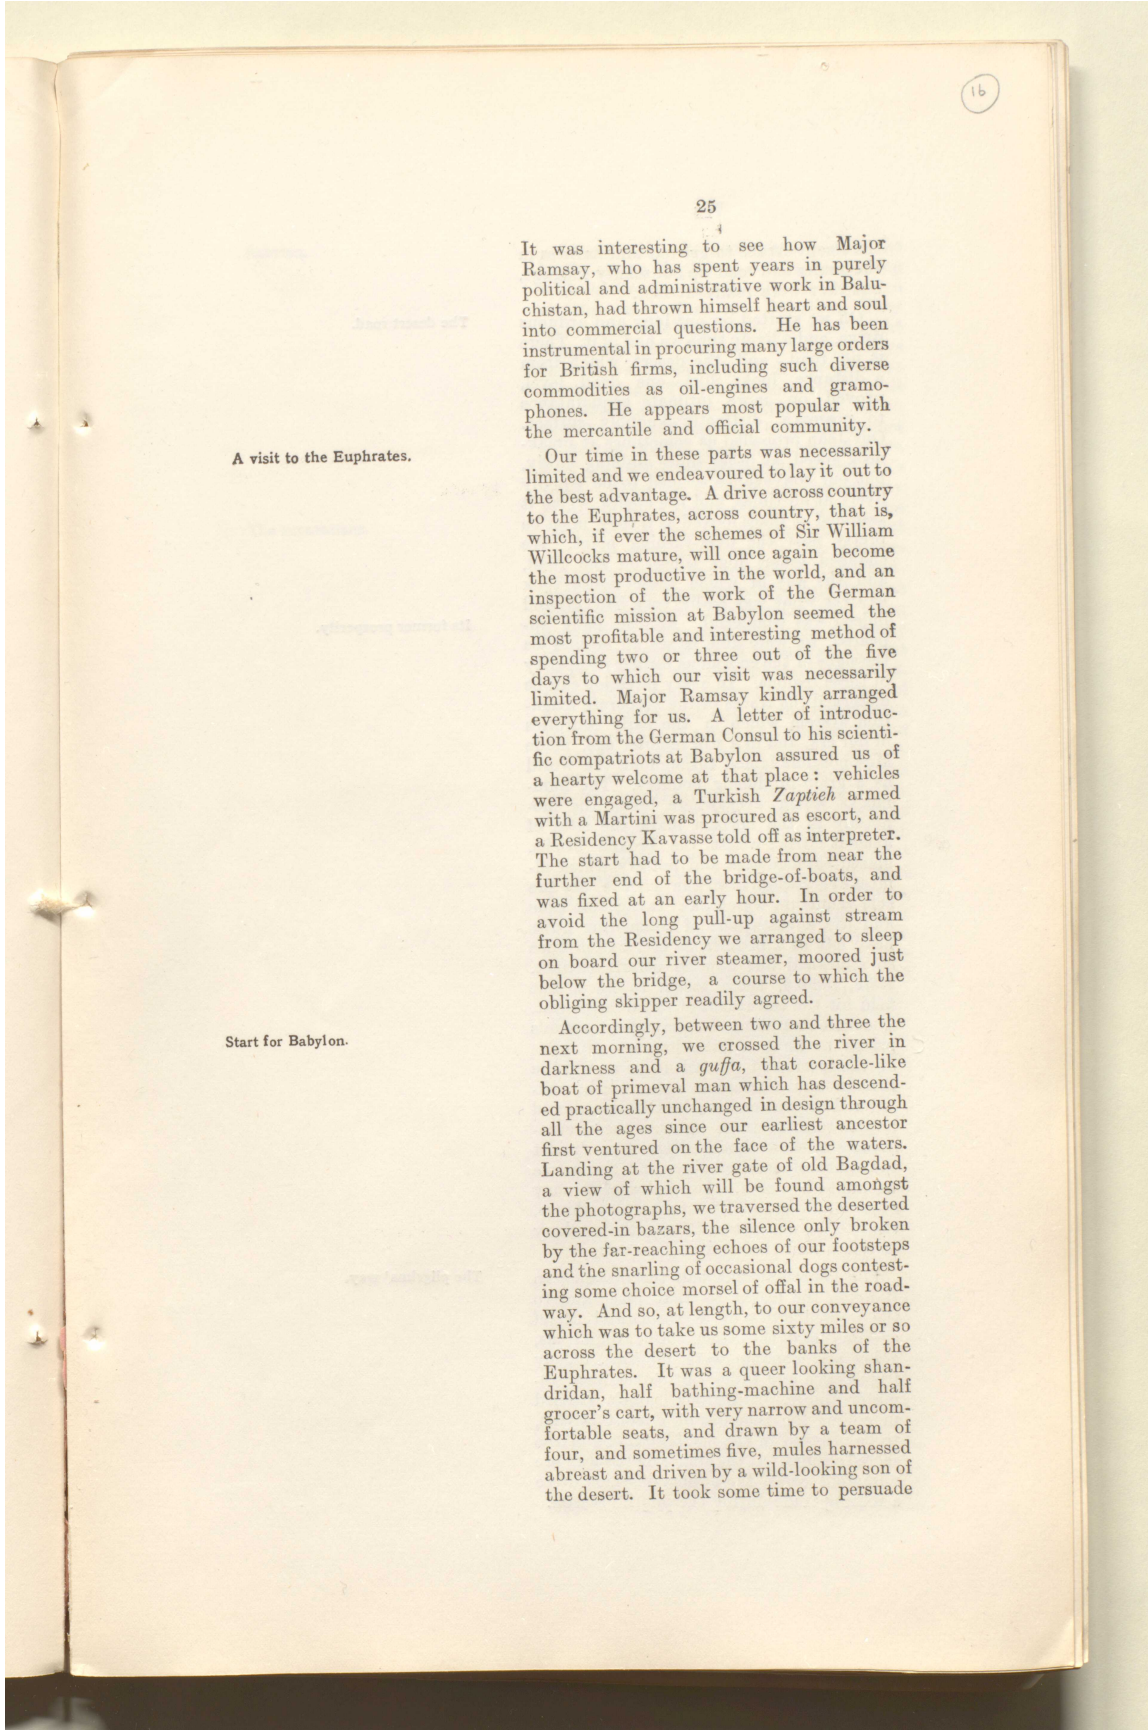 16
25
It was interesting to see how Major
Ramsay, who has spent years in purely
political and administrative work in Balu-
chistan, had thrown himself heart and soul
into commercial questions. He has been
instrumental in procuring many large orders
for British firms, including such diverse
commodities as oil-engines and gramo-
phones. He appears most popular with
the mercantile and official community.
A visit to the Euphrates.
Our time in these parts was necessarily
limited and we endeavoured to lay it out to
the best advantage. A drive across country
to the Euphrates, across country, that is,
which, if ever the schemes of Sir William
Willcocks mature, will once again become
the most productive in the world, and an
inspection of the work of the German
scientific mission at Babylon seemed the
most profitable and interesting method of
spending two or three out of the five
days to which our visit was necessarily
limited. Major Ramsay kindly arranged
everything for us. A letter of introduc-
tion from the German Consul to his scienti-
fic compatriots at Babylon assured us of
a hearty welcome at that place : vehicles
were engaged, a Turkish Zaptieh armed
with a Martini was procured as escort, and
a Residency Kavasse told off as interpreter.
The start had to be made from near the
further end of the bridge-of-boats, and
was fixed at an early hour. In order to
avoid the long pull-up against stream
from the Residency we arranged to sleep
on board our river steamer, moored just
below the bridge, a course to which the
obliging skipper readily agreed.
Start for Babylon.
Accordingly, between two and three the
next morning, we crossed the river in
darkness and a guffa, that coracle-like
boat of primeval man which has descend-
ed practically unchanged in design through
all the ages since our earliest ancestor
first ventured on the face of the waters.
Landing at the river gate of old Bagdad,
a view of which will be found amongst
the photographs, we traversed the deserted
covered-in bazars, the silence only broken
by the far-reaching echoes of our footsteps
and the snarling of occasional dogs contest-
ing some choice morsel of offal in the road-
way. And so, at length, to our conveyance
which was to take us some sixty miles or so
across the desert to the banks of the
Euphrates. It was a queer looking shan-
dridan, half bathing-machine and half
grocer's cart, with very narrow and uncom-
fortable seats, and drawn by a team of
four, and sometimes five, mules harnessed
abreast and driven by a wild-looking son of
the desert. It took some time to persuade